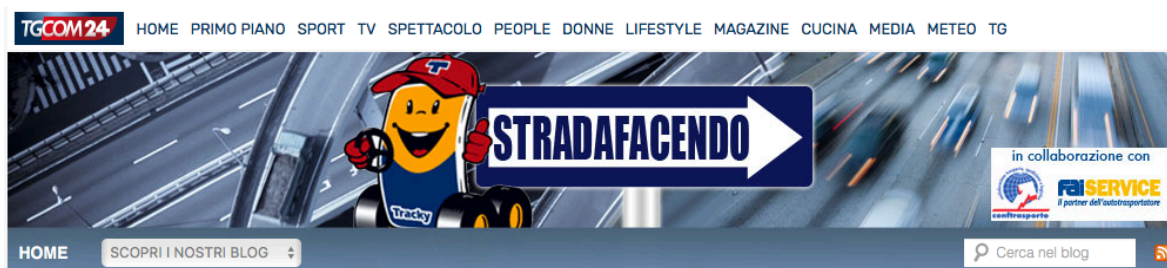 TGCOM24 HOME PRIMO PIANO SPORT TV SPETTACOLO PEOPLE DONNE LIFESTYLE MAGAZINE CUCINA MEDIA METEO TG
T
STRADAFACENDO
in collaborazione con
FAISERVICE
Il partner dell'autotrasportatore
conftrasporto
Tracky
HOME SCOPRI I NOSTRI BLOG Cerca nel blog